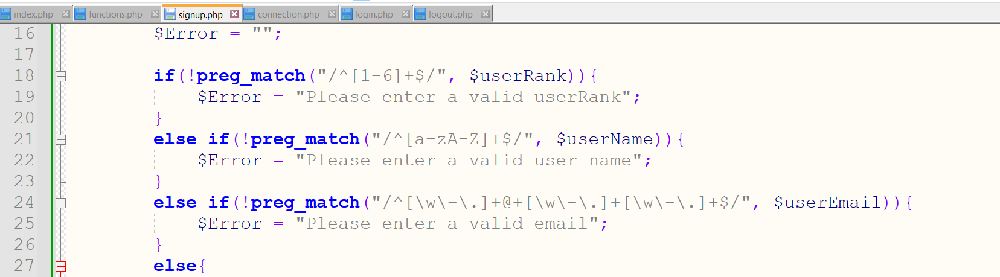 index.php functions.php signup.php connection.php login.php logout.php
16 $Error = "";
17
18 if(!preg_match("/^[1-6]+$/", $userRank)){
19 $Error = "Please enter a valid userRank";
20 }
21 else if(!preg_match("/^[a-zA-Z]+$/", $userName)){
22 $Error = "Please enter a valid user name";
23 }
24 else if(!preg_match("/^[\w\-\.]+@+[\w\-\.]+[\w\-\.]+$/", $userEmail)){
25 $Error = "Please enter a valid email";
26 }
27 else{